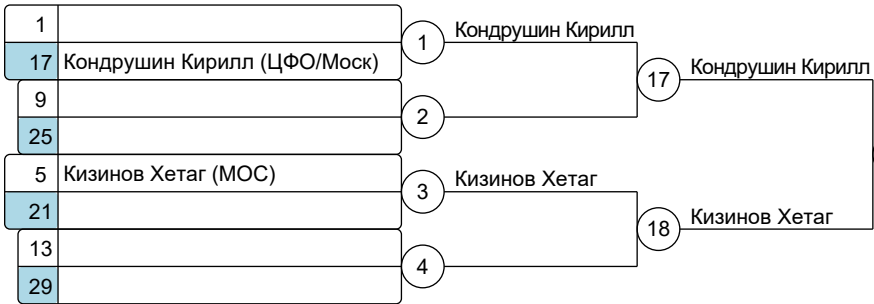 1
17 Кондрушин Кирилл (ЦФО/Моск)
1
Кондрушин Кирилл
9
25
2
17
Кондрушин Кирилл
5 Кизинов Хетаг (МОС)
21
3
Кизинов Хетаг
13
29
4
18
Кизинов Хетаг